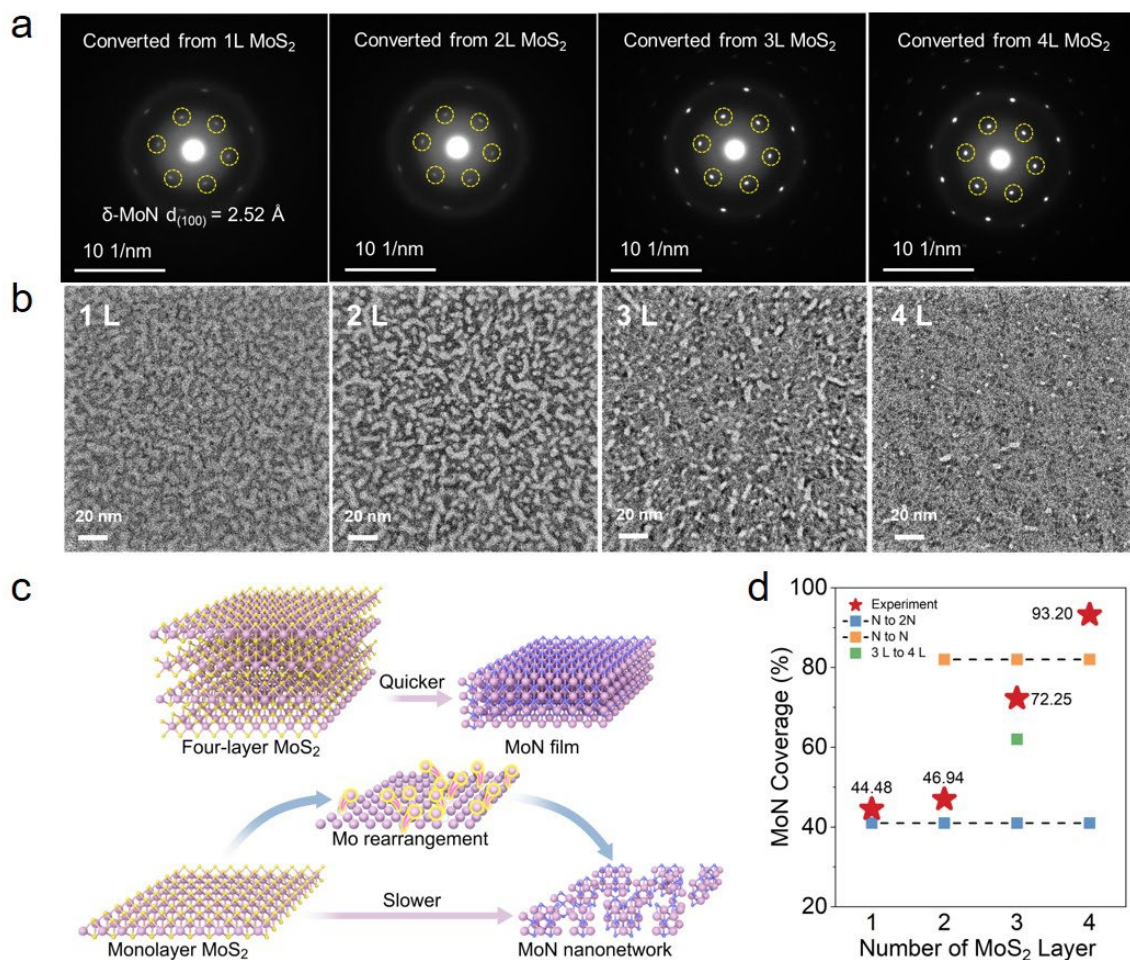 a
Converted from 1L MoS₂
δ-MoN d₍₁₀₀₎ = 2.52 Å
10 1/nm
Converted from 2L MoS₂
10 1/nm
Converted from 3L MoS₂
10 1/nm
Converted from 4L MoS₂
10 1/nm
b
1 L
20 nm
2 L
20 nm
3 L
20 nm
4 L
20 nm
c
Four-layer MoS₂
Quicker
MoN film
Mo rearrangement
Monolayer MoS₂
Slower
MoN nanonetwork
d
MoN Coverage (%)
100
80
60
40
20
Experiment
N to 2N
N to N
3 L to 4 L
44.48
46.94
72.25
93.20
1 2 3 4
Number of MoS₂ Layer